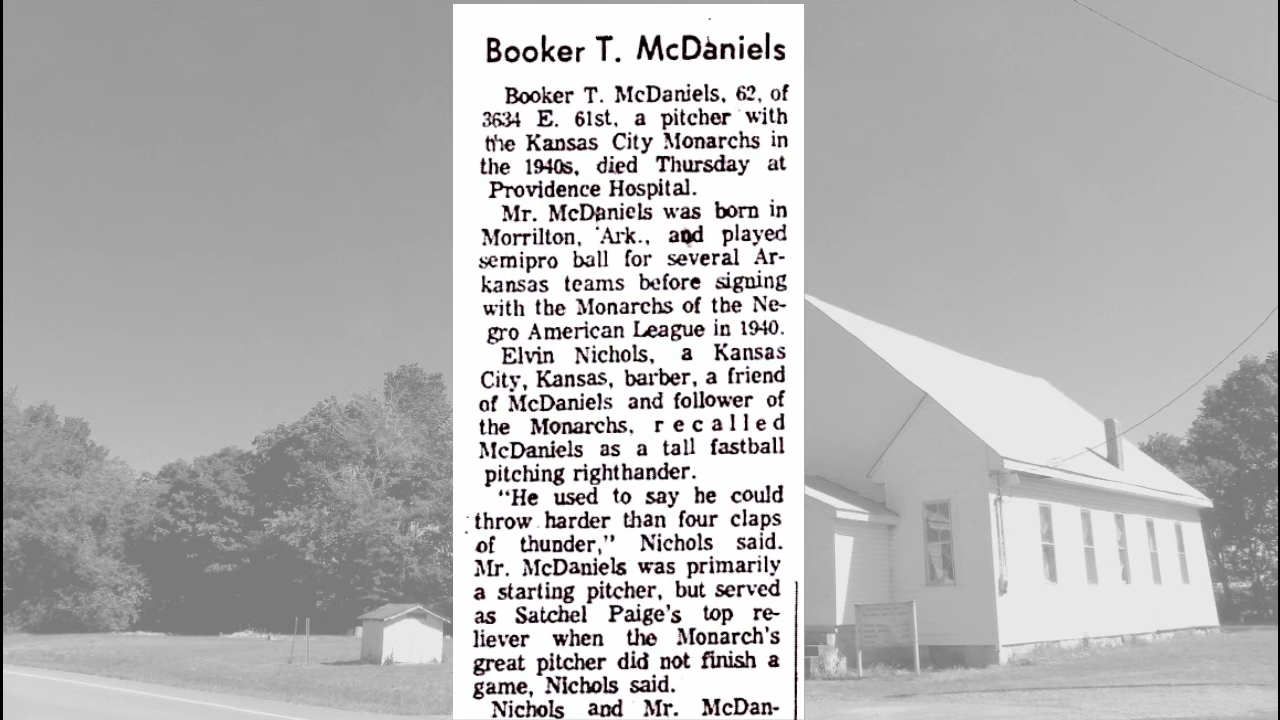 Booker T. McDaniels
Booker T. McDaniels, 62, of
3634 E. 61st, a pitcher with
the Kansas City Monarchs in
the 1940s, died Thursday at
Providence Hospital.
Mr. McDaniels was born in
Morrilton, Ark., and played
semipro ball for several Ar-
kansas teams before signing
with the Monarchs of the Ne-
gro American League in 1940.
Elvin Nichols, a Kansas
City, Kansas, barber, a friend
of McDaniels and follower of
the Monarchs, recalled
McDaniels as a tall fastball
pitching righthander.
"He used to say he could
throw harder than four claps
of thunder," Nichols said.
Mr. McDaniels was primarily
a starting pitcher, but served
as Satchel Paige's top re-
liever when the Monarch's
great pitcher did not finish a
game, Nichols said.
Nichols and Mr. McDan-